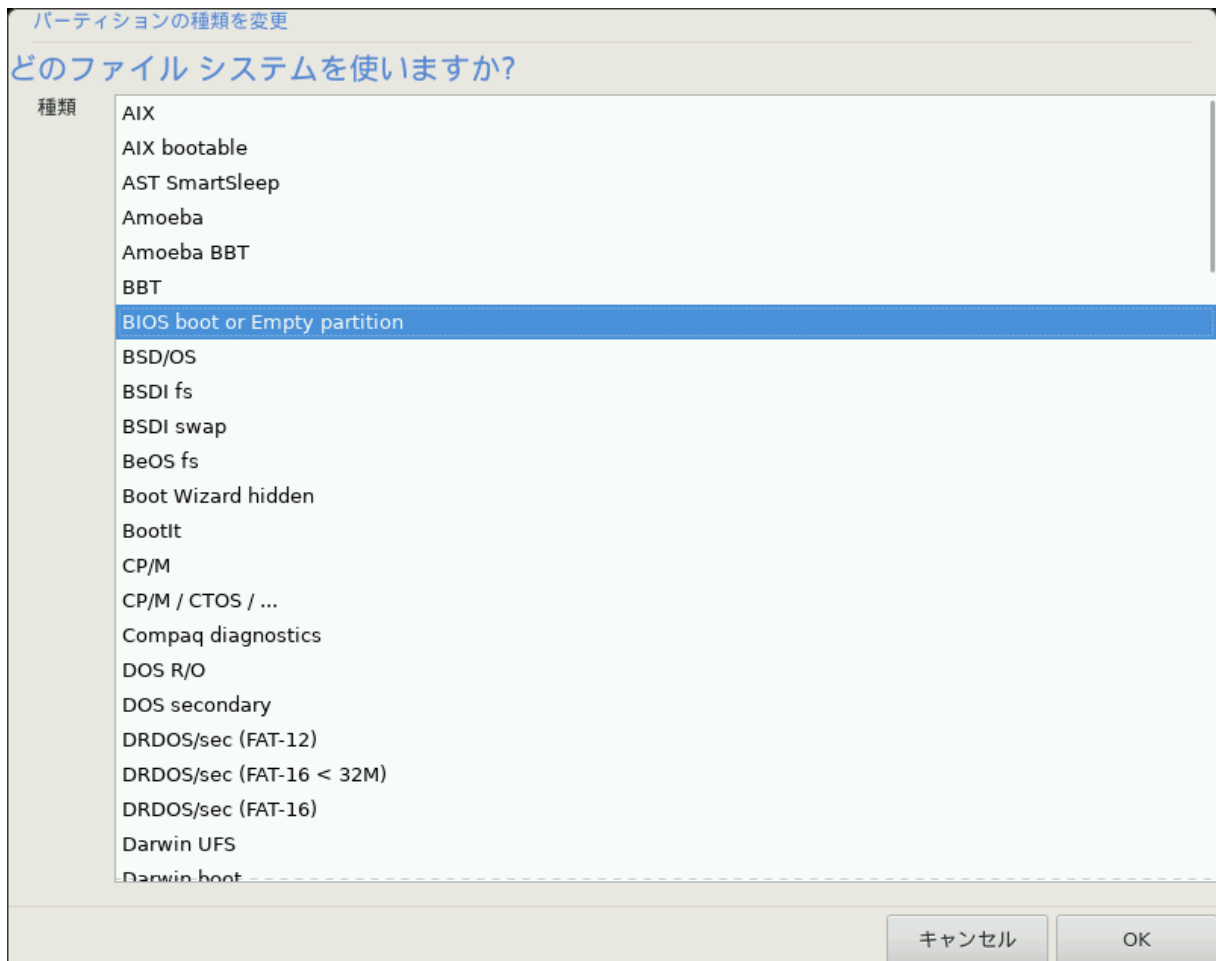 パーティションの種類を変更
どのファイル システムを使いますか?
種類
AIX
AIX bootable
AST SmartSleep
Amoeba
Amoeba BBT
BBT
BIOS boot or Empty partition
BSD/OS
BSDI fs
BSDI swap
BeOS fs
Boot Wizard hidden
BootIt
CP/M
CP/M / CTOS / ...
Compaq diagnostics
DOS R/O
DOS secondary
DRDOS/sec (FAT-12)
DRDOS/sec (FAT-16 < 32M)
DRDOS/sec (FAT-16)
Darwin UFS
Darwin boot
キャンセル
OK